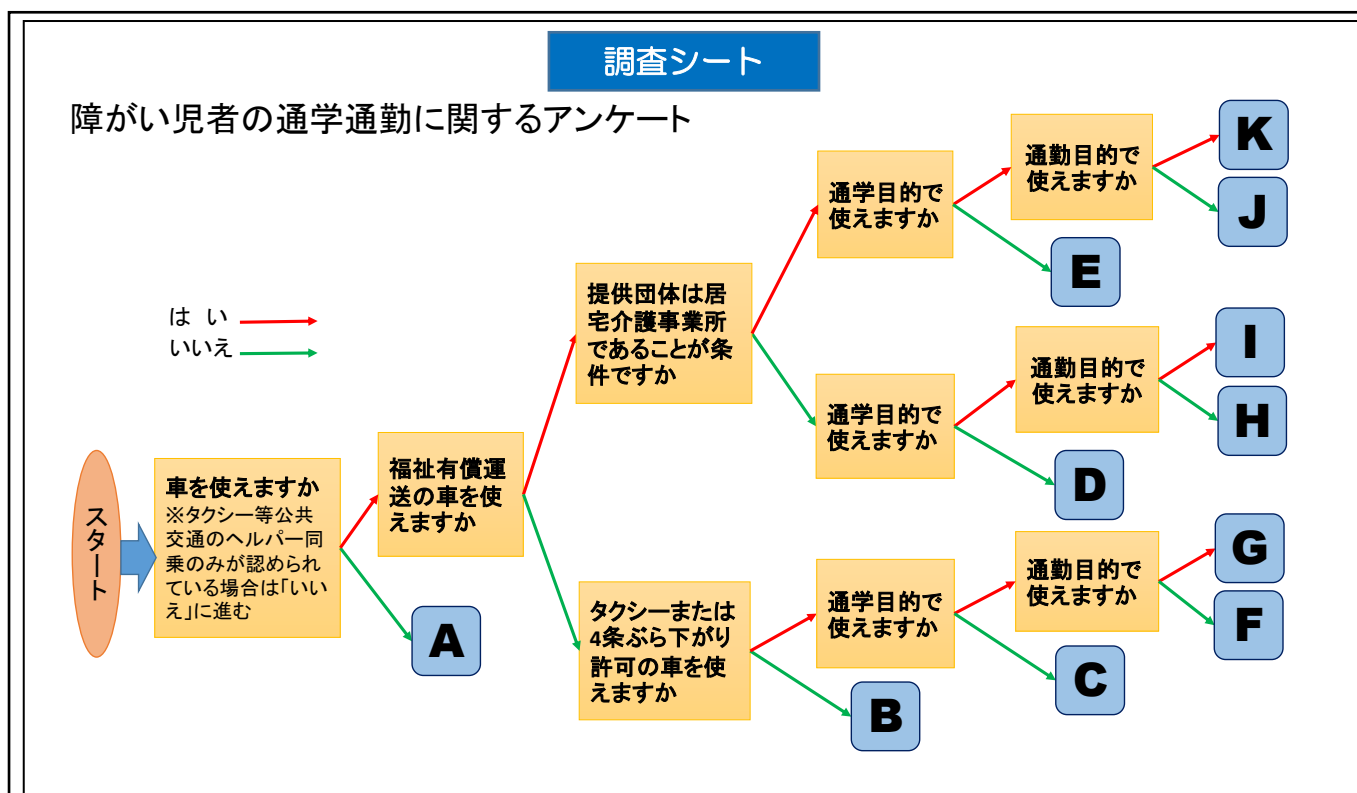 調査シート
障がい児者の通学通勤に関するアンケート
は い
いいえ
スタート
車を使えますか
※タクシー等公共
交通のヘルパー同
乗のみが認められ
ている場合は「いい
え」に進む
A
福祉有償運
送の車を使
えますか
提供団体は居
宅介護事業所
であることが条
件ですか
タクシーまたは
4条ぶら下がり
許可の車を使
えますか
B
通学目的で
使えますか
通勤目的で
使えますか
K
J
E
通学目的で
使えますか
通勤目的で
使えますか
I
H
D
通学目的で
使えますか
通勤目的で
使えますか
G
F
C